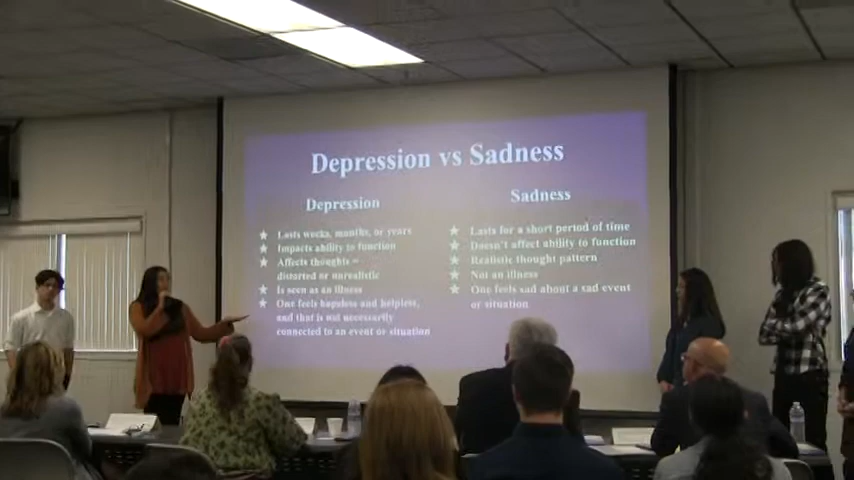 Depression vs Sadness
Depression
Lasts weeks, months, or years
Impacts ability to function
Affects thoughts =
distorted or unrealistic
Is seen as an illness
One feels hopeless and helpless,
and that is not necessarily
connected to an event or situation
Sadness
Lasts for a short period of time
Doesn't affect ability to function
Realistic thought pattern
Not an illness
One feels sad about a sad event
or situation